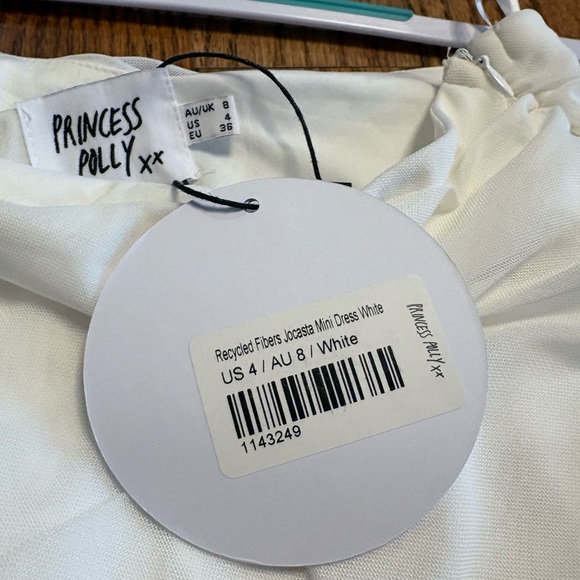 PRINCESS
POLLY xx
AU/UK 8
US 4
EU 36
Recycled Fibers Jocasta Mini Dress White
US 4 / AU 8 / White
1143249
PRINCESS POLLY xx